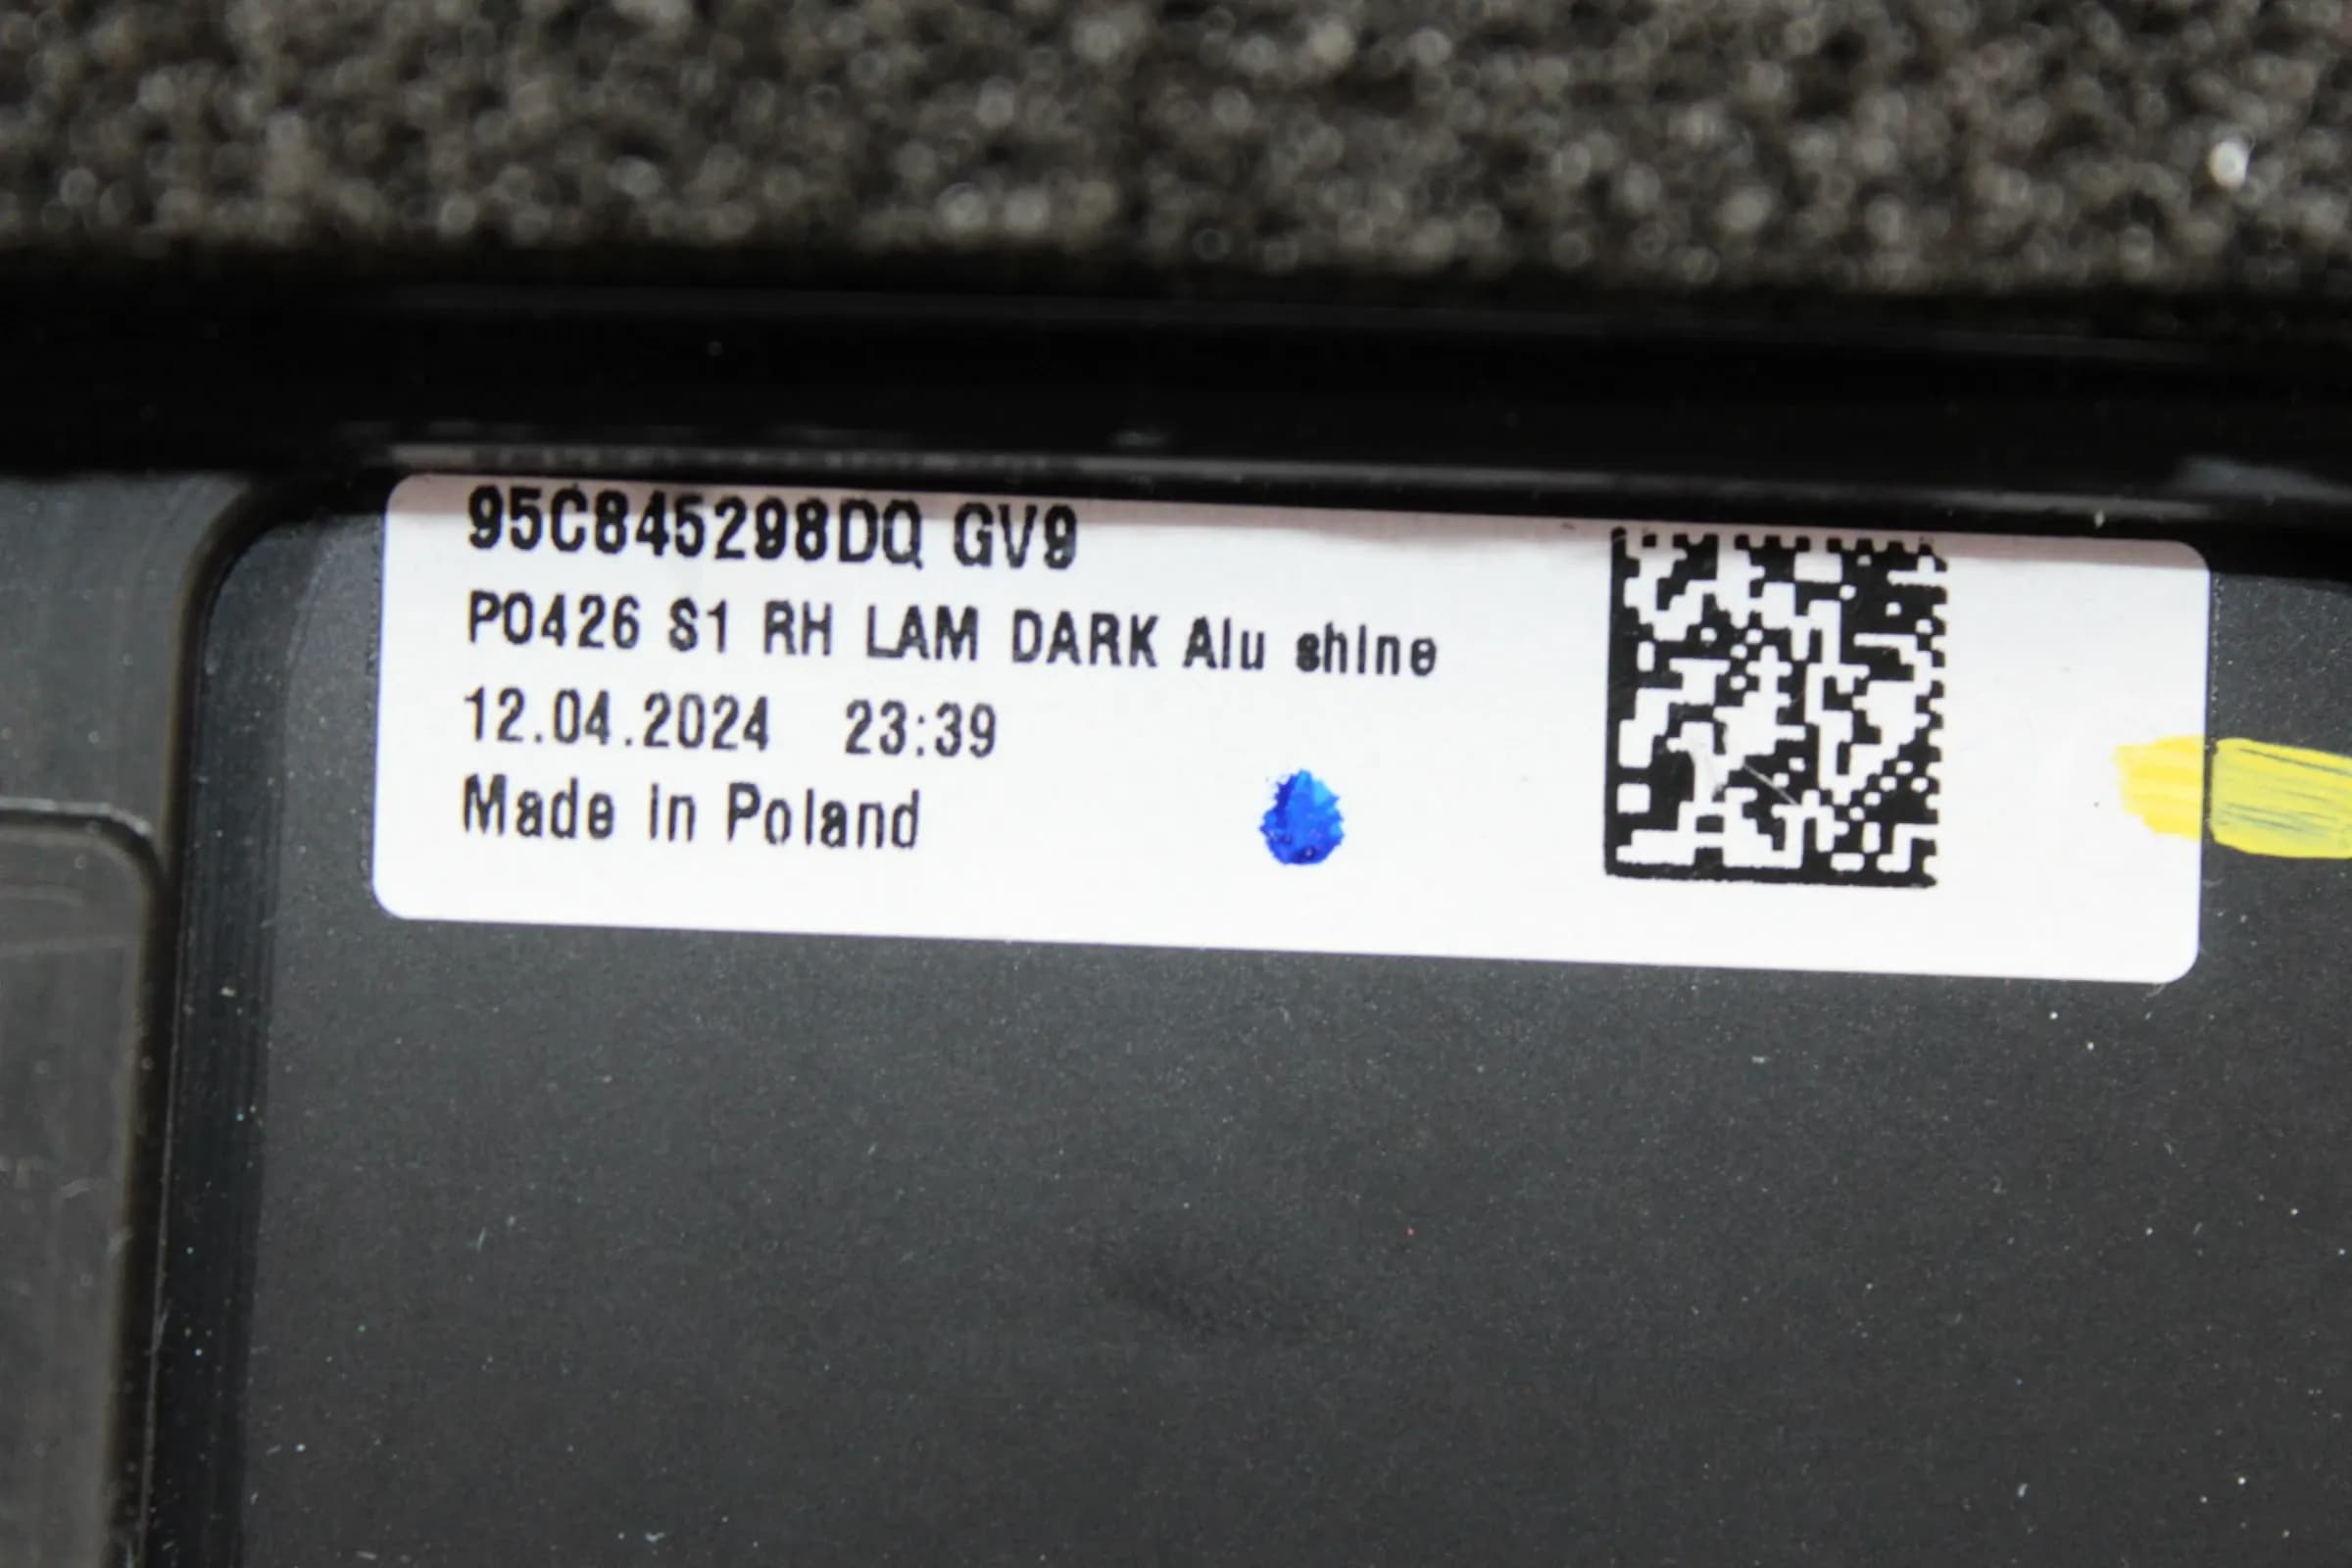 95C845298DQ GV9
PO426 S1 RH LAM DARK Alu shine
12.04.2024 23:39
Made in Poland